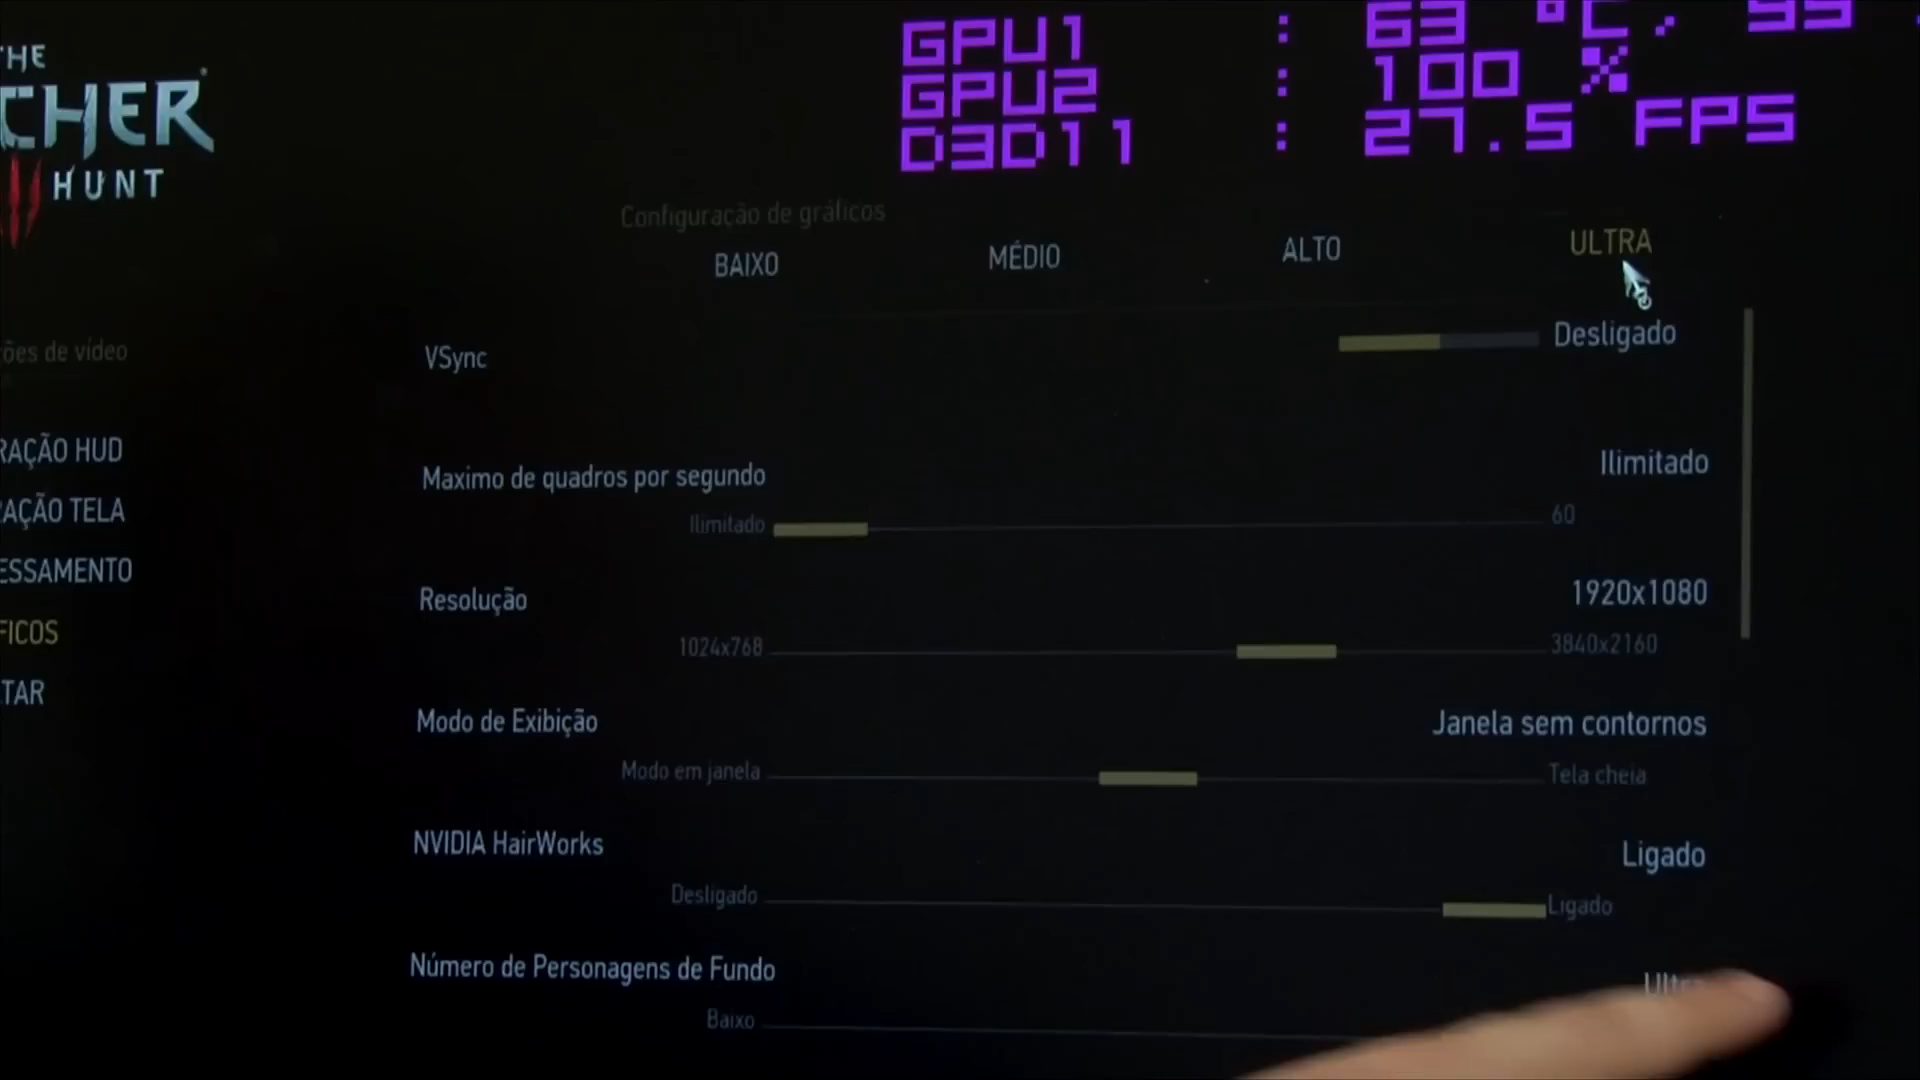 THE
CHER
HUNT
GPU1 : 63 °C, 99
GPU2 : 100 %
D3D11 : 27.5 FPS
Configuração de gráficos
BAIXO MÉDIO ALTO ULTRA
ões de vídeo
RAÇÃO HUD
AÇÃO TELA
ESSAMENTO
FICOS
TAR
VSync Desligado
Maximo de quadros por segundo Ilimitado
Ilimitado 60
Resolução 1920x1080
1024x768 3840x2160
Modo de Exibição Janela sem contornos
Modo em janela Tela cheia
NVIDIA HairWorks Ligado
Desligado Ligado
Número de Personagens de Fundo Ultra
Baixo